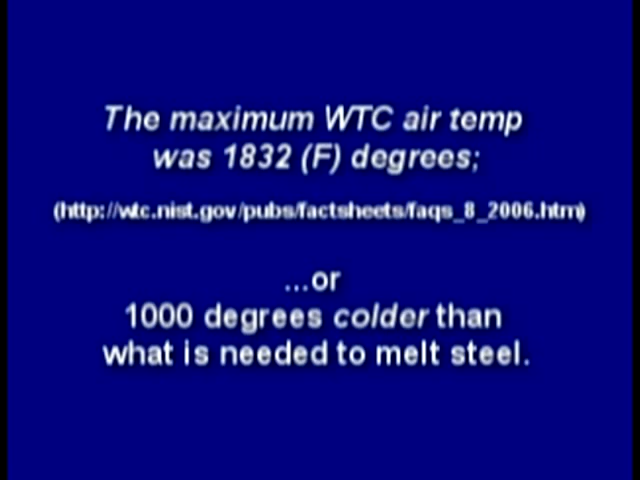 The maximum WTC air temp
was 1832 (F) degrees;
(http://wtc.nist.gov/pubs/factsheets/faqs_8_2006.htm)
...or
1000 degrees colder than
what is needed to melt steel.